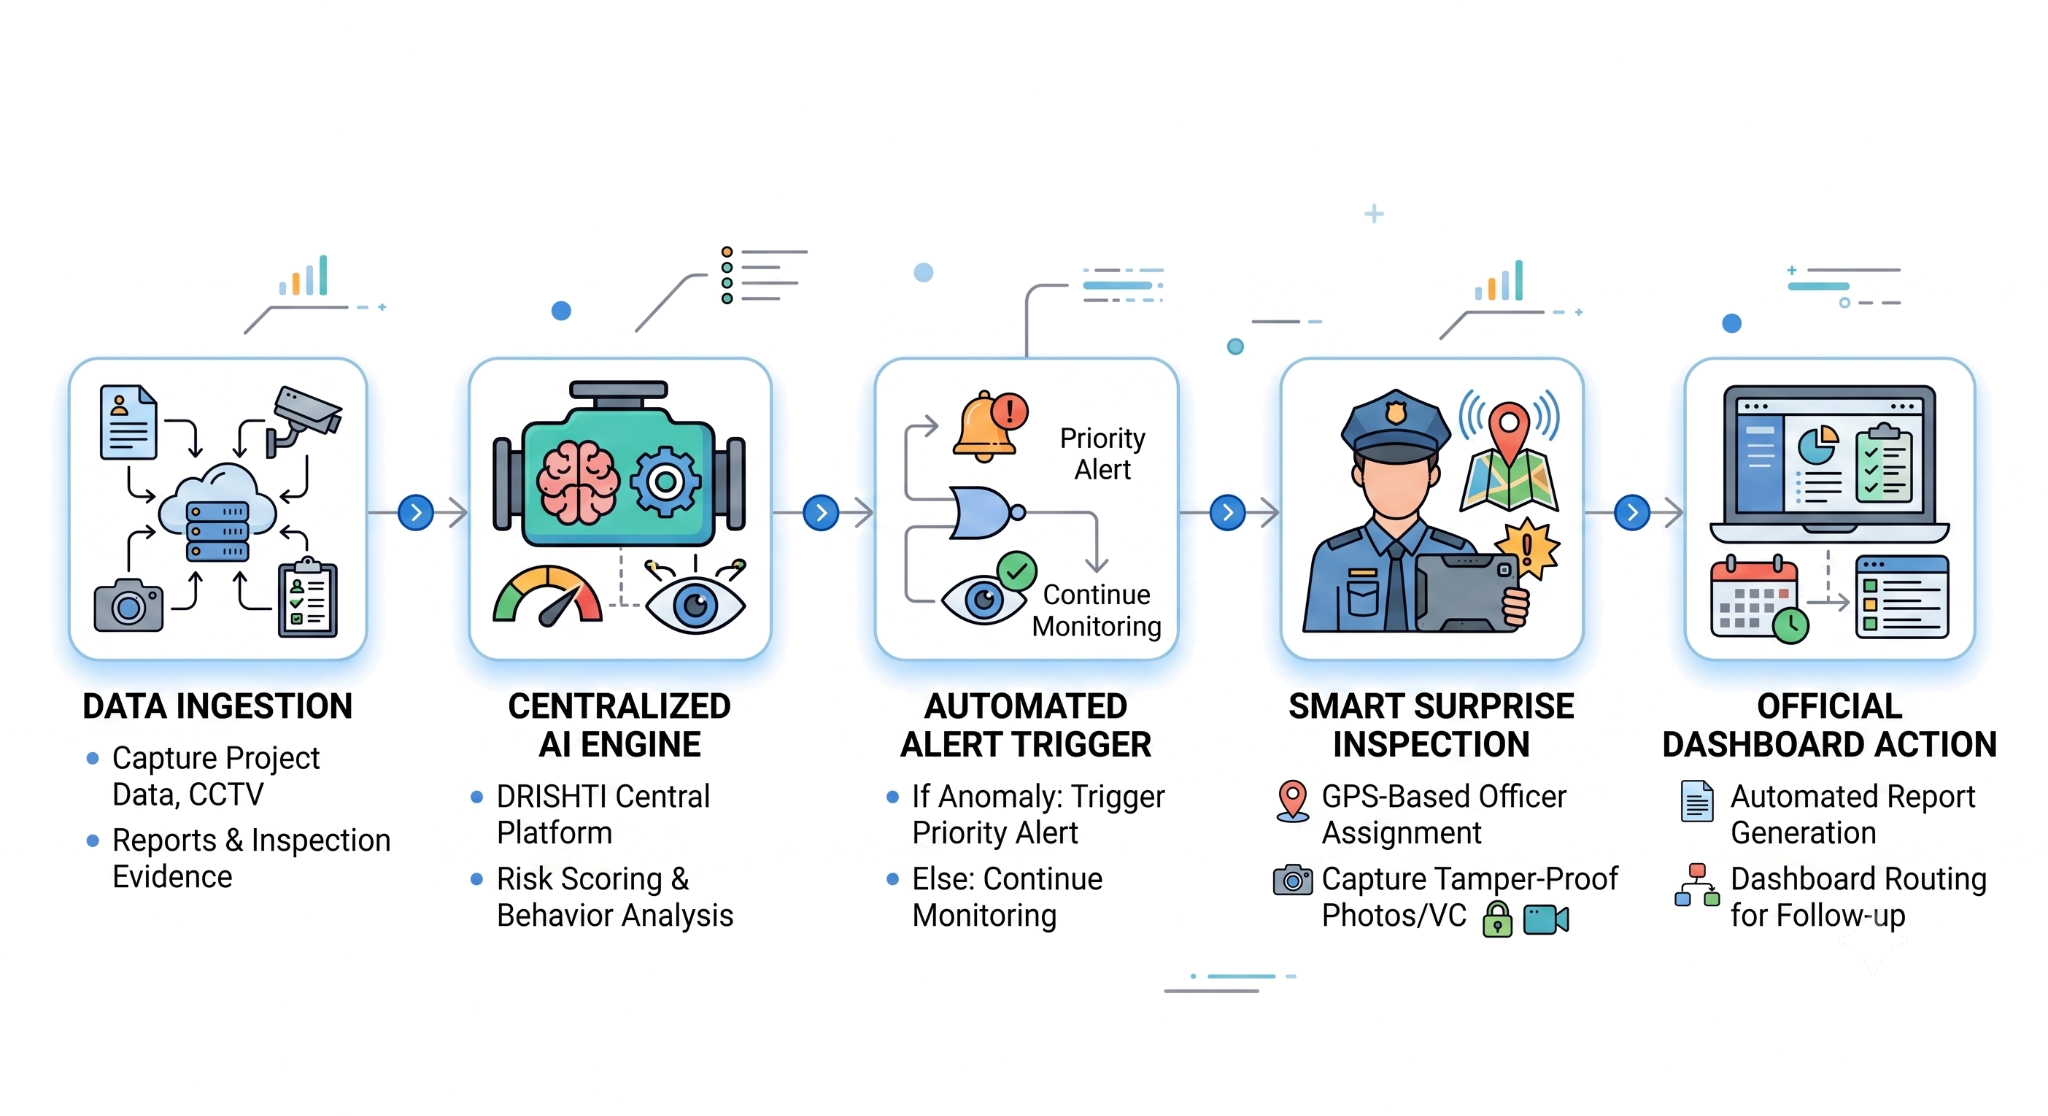 Priority
Alert
Continue
Monitoring
DATA INGESTION
Capture Project
Data, CCTV
Reports & Inspection
Evidence
CENTRALIZED
AI ENGINE
DRISHTI Central
Platform
Risk Scoring &
Behavior Analysis
AUTOMATED
ALERT TRIGGER
If Anomaly: Trigger
Priority Alert
Else: Continue
Monitoring
SMART SURPRISE
INSPECTION
GPS-Based Officer
Assignment
Capture Tamper-Proof
Photos/VC
OFFICIAL
DASHBOARD ACTION
Automated Report
Generation
Dashboard Routing
for Follow-up